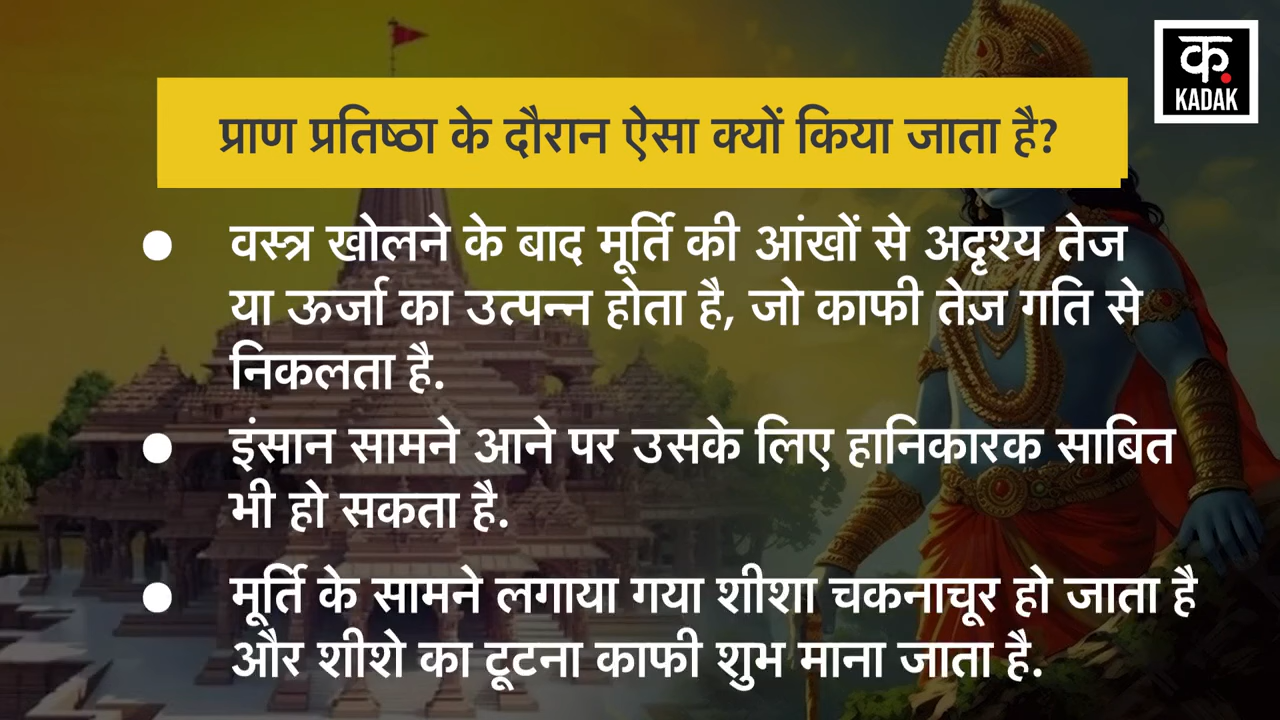 क
KADAK
प्राण प्रतिष्ठा के दौरान ऐसा क्यों किया जाता है?
● वस्त्र खोलने के बाद मूर्ति की आंखों से अदृश्य तेज
या ऊर्जा का उत्पन्न होता है, जो काफी तेज़ गति से
निकलता है.
● इंसान सामने आने पर उसके लिए हानिकारक साबित
भी हो सकता है.
● मूर्ति के सामने लगाया गया शीशा चकनाचूर हो जाता है
और शीशे का टूटना काफी शुभ माना जाता है.